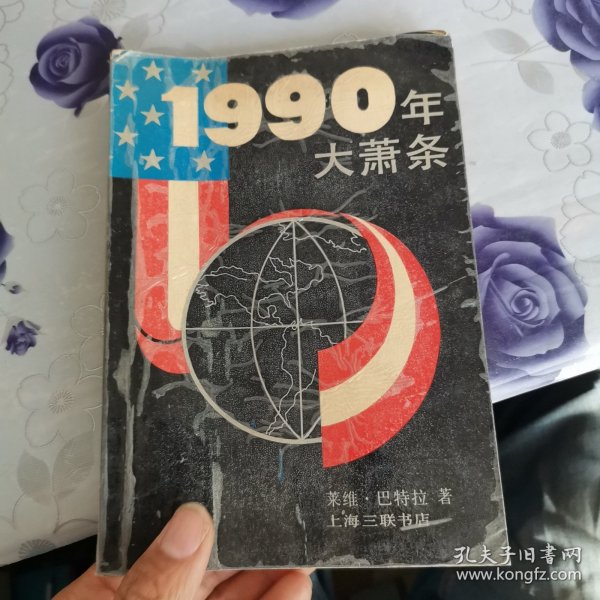 1990年
大萧条
莱维·巴特拉 著
上海三联书店
孔夫子旧书网
www.kongfz.com